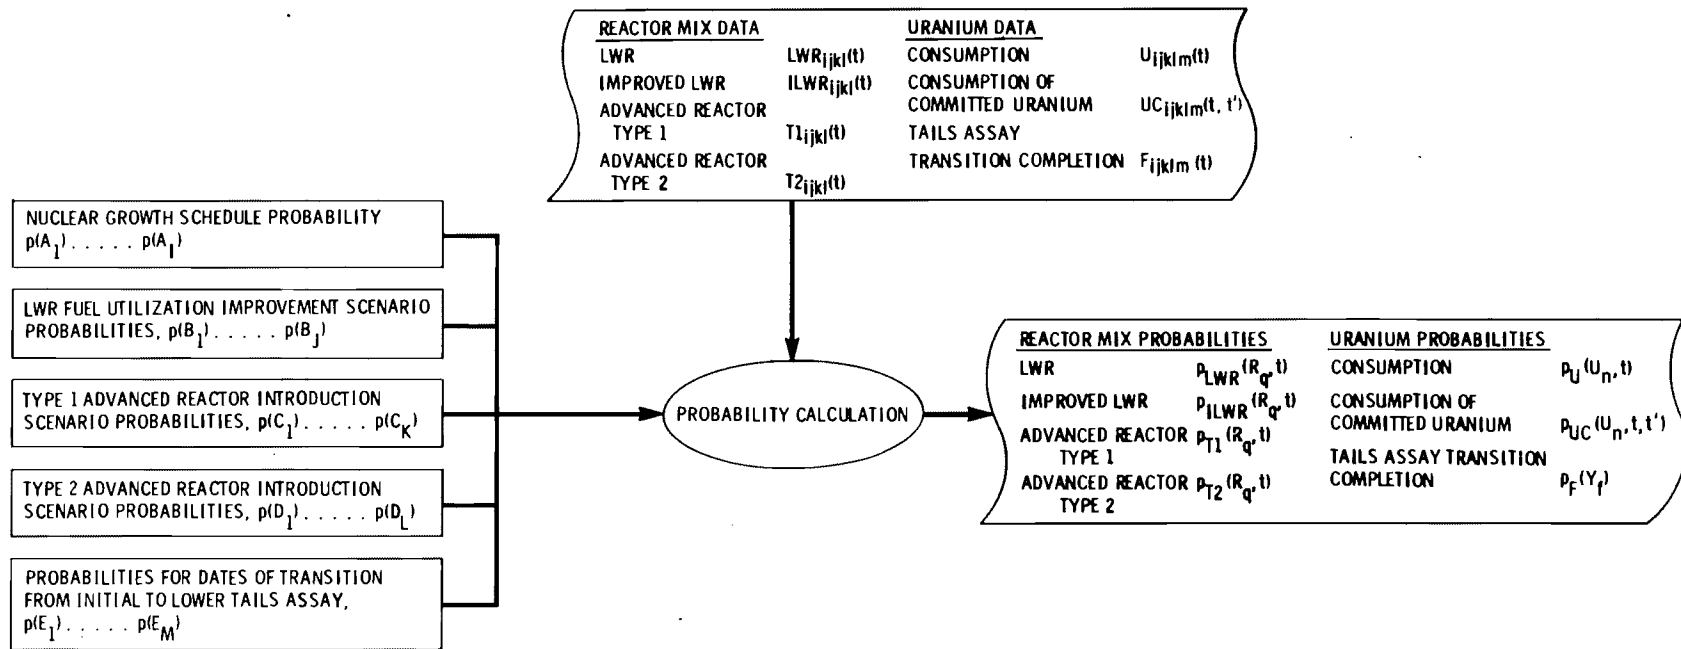 REACTOR MIX DATA URANIUM DATA
LWR LWRijkl(t) CONSUMPTION Uijklm(t)
IMPROVED LWR ILWRijkl(t) CONSUMPTION OF
COMMITTED URANIUM UCijklm(t, t')
ADVANCED REACTOR
TYPE 1 T1ijkl(t) TAILS ASSAY
ADVANCED REACTOR TRANSITION COMPLETION Fijklm (t)
TYPE 2 T2ijkl(t)
NUCLEAR GROWTH SCHEDULE PROBABILITY
p(A1) . . . . . p(AI)
LWR FUEL UTILIZATION IMPROVEMENT SCENARIO
PROBABILITIES, p(B1) . . . . . p(BJ)
TYPE 1 ADVANCED REACTOR INTRODUCTION
SCENARIO PROBABILITIES, p(C1) . . . . . p(CK)
TYPE 2 ADVANCED REACTOR INTRODUCTION
SCENARIO PROBABILITIES, p(D1) . . . . . p(DL)
PROBABILITIES FOR DATES OF TRANSITION
FROM INITIAL TO LOWER TAILS ASSAY,
p(E1) . . . . . p(EM)
PROBABILITY CALCULATION
REACTOR MIX PROBABILITIES URANIUM PROBABILITIES
LWR pLWR(Rq, t) CONSUMPTION pU(Un, t)
IMPROVED LWR pILWR(Rq, t) CONSUMPTION OF
COMMITTED URANIUM pUC(Un, t, t')
ADVANCED REACTOR pT1(Rq, t)
TYPE 1 TAILS ASSAY TRANSITION
ADVANCED REACTOR pT2(Rq, t) COMPLETION pF(Yf)
TYPE 2